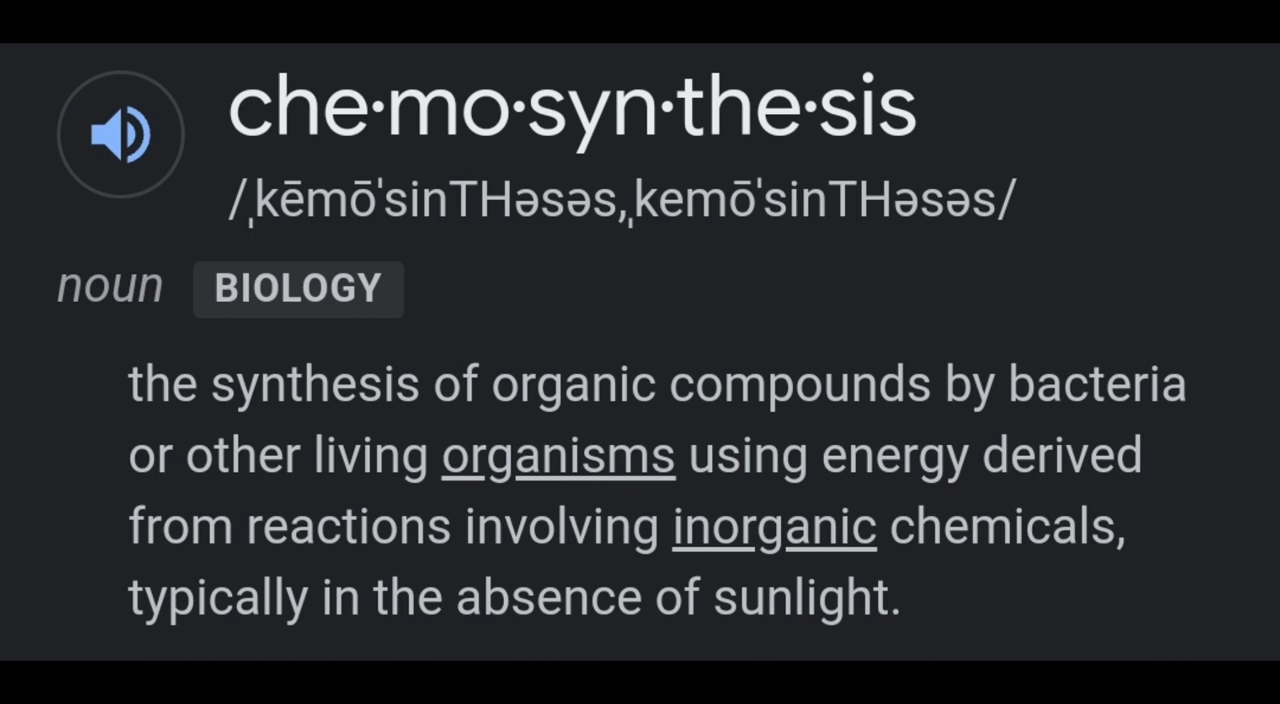 che·mo·syn·the·sis
/ˌkēmōˈsinTHəsəs,ˌkemōˈsinTHəsəs/
noun BIOLOGY
the synthesis of organic compounds by bacteria
or other living organisms using energy derived
from reactions involving inorganic chemicals,
typically in the absence of sunlight.